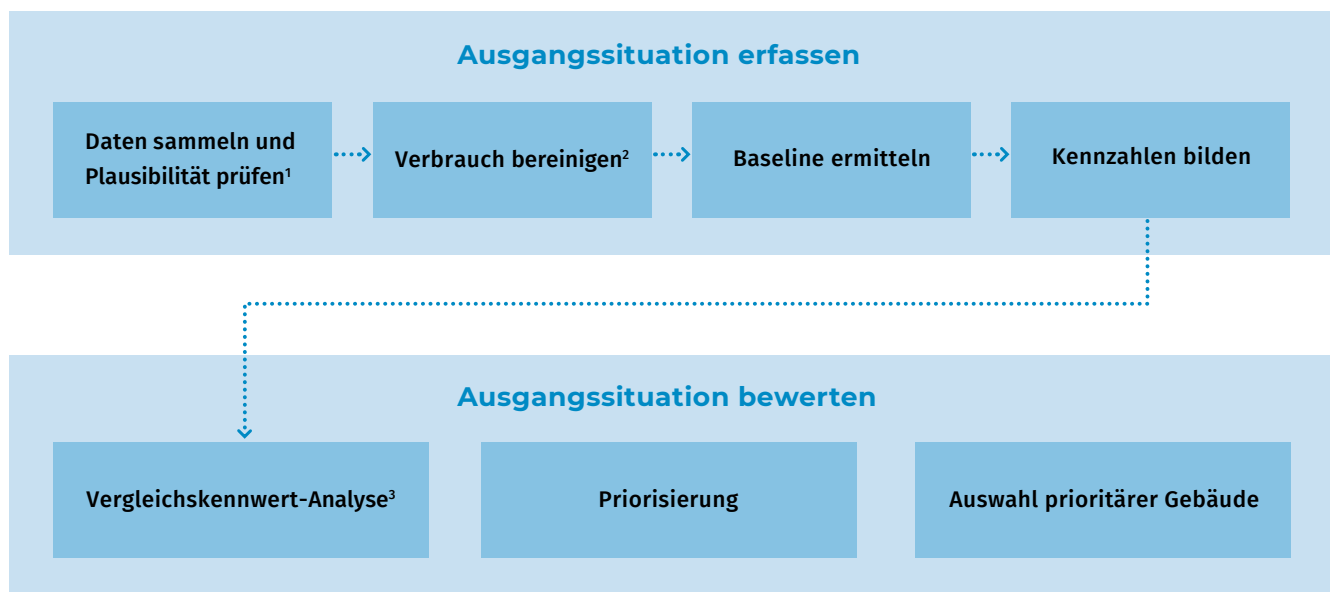 Ausgangssituation erfassen
Daten sammeln und
Plausibilität prüfen¹
Verbrauch bereinigen²
Baseline ermitteln
Kennzahlen bilden
Ausgangssituation bewerten
Vergleichskennwert-Analyse³
Priorisierung
Auswahl prioritärer Gebäude